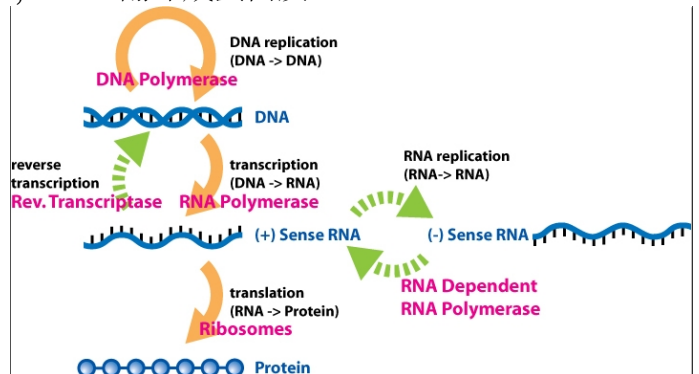 DNA replication
(DNA -> DNA)
DNA Polymerase
DNA
reverse
transcription
Rev. Transcriptase
transcription
(DNA -> RNA)
RNA Polymerase
RNA replication
(RNA-> RNA)
(+) Sense RNA
(-) Sense RNA
RNA Dependent
RNA Polymerase
translation
(RNA -> Protein)
Ribosomes
Protein